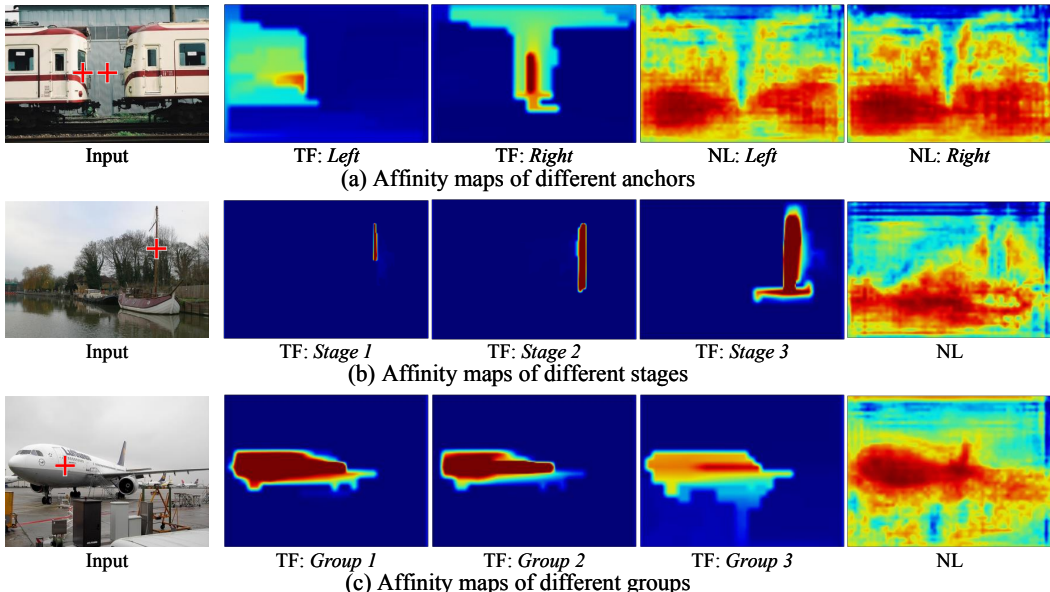 Input TF: Left TF: Right NL: Left NL: Right
(a) Affinity maps of different anchors
Input TF: Stage 1 TF: Stage 2 TF: Stage 3 NL
(b) Affinity maps of different stages
Input TF: Group 1 TF: Group 2 TF: Group 3 NL
(c) Affinity maps of different groups